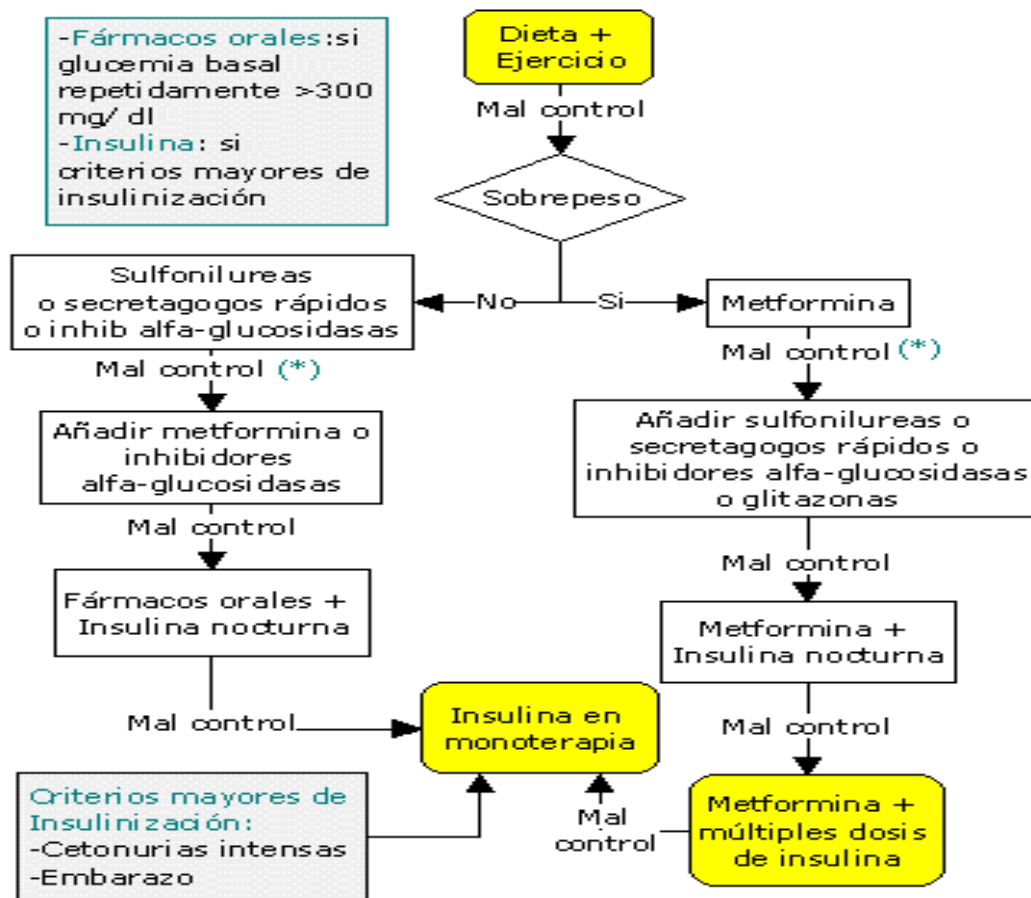 -Fármacos orales:si
glucemia basal
repetidamente >300
mg/ dl
-Insulina: si
criterios mayores de
insulinización
Dieta +
Ejercicio
Mal control
Sobrepeso
No
Si
Sulfonilureas
o secretagogos rápidos
o inhib alfa-glucosidasas
Metformina
Mal control (*)
Mal control (*)
Añadir metformina o
inhibidores
alfa-glucosidasas
Añadir sulfonilureas o
secretagogos rápidos o
inhibidores alfa-glucosidasas
o glitazonas
Mal control
Mal control
Fármacos orales +
Insulina nocturna
Metformina +
Insulina nocturna
Mal control
Mal control
Insulina en
monoterapia
Metformina +
múltiples dosis
de insulina
Mal
control
Criterios mayores de
Insulinización:
-Cetonurias intensas
-Embarazo